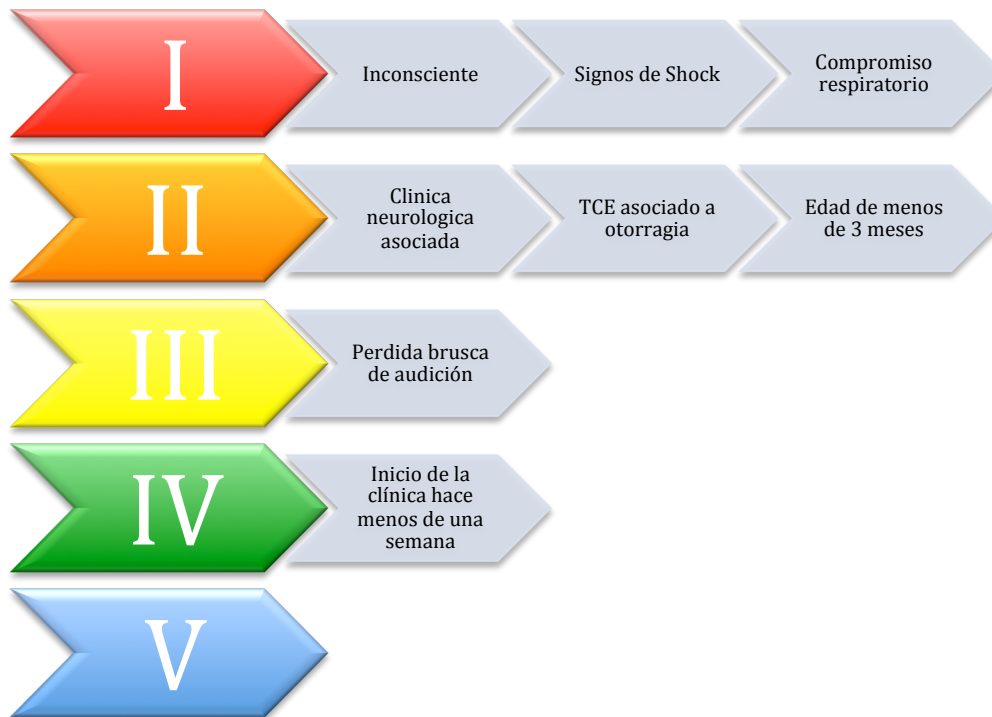 I
Inconsciente
Signos de Shock
Compromiso
respiratorio
II
Clinica
neurologica
asociada
TCE asociado a
otorragia
Edad de menos
de 3 meses
III
Perdida brusca
de audición
IV
Inicio de la
clínica hace
menos de una
semana
V